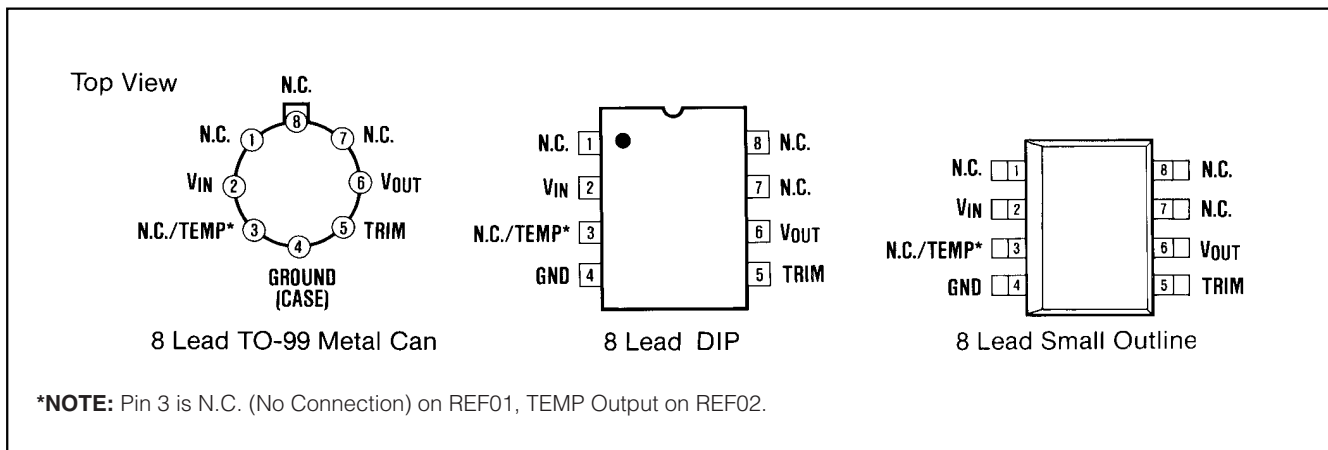 Top View
N.C.
8
N.C. 1
7 N.C.
VIN 2
6 VOUT
N.C./TEMP* 3
5 TRIM
4
GROUND
(CASE)
8 Lead TO-99 Metal Can
N.C. 1
8 N.C.
VIN 2
7 N.C.
N.C./TEMP* 3
6 VOUT
GND 4
5 TRIM
8 Lead DIP
N.C. 1
8 N.C.
VIN 2
7 N.C.
N.C./TEMP* 3
6 VOUT
GND 4
5 TRIM
8 Lead Small Outline
*NOTE: Pin 3 is N.C. (No Connection) on REF01, TEMP Output on REF02.